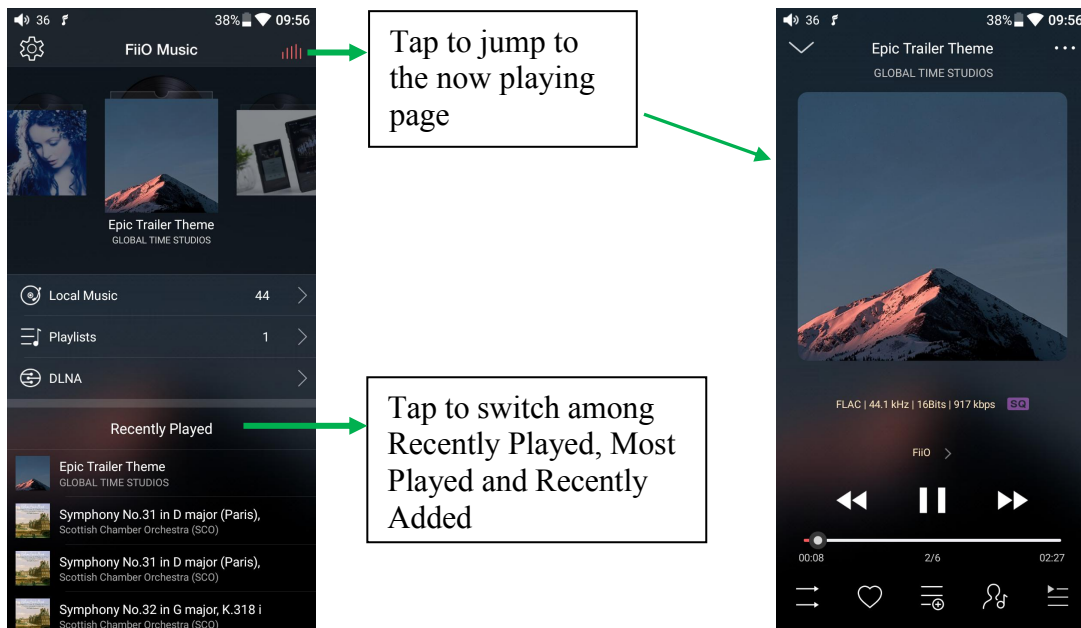 36
38%
09:56
FiiO Music
Epic Trailer Theme
GLOBAL TIME STUDIOS
Local Music 44
Playlists 1
DLNA
Recently Played
Epic Trailer Theme
GLOBAL TIME STUDIOS
Symphony No.31 in D major (Paris),
Scottish Chamber Orchestra (SCO)
Symphony No.31 in D major (Paris),
Scottish Chamber Orchestra (SCO)
Symphony No.32 in G major, K.318 i
Scottish Chamber Orchestra (SCO)
Tap to jump to
the now playing
page
Tap to switch among
Recently Played, Most
Played and Recently
Added
36
38%
09:56
Epic Trailer Theme
GLOBAL TIME STUDIOS
FLAC | 44.1 kHz | 16Bits | 917 kbps SQ
FiiO
00:08 2/6 02:27